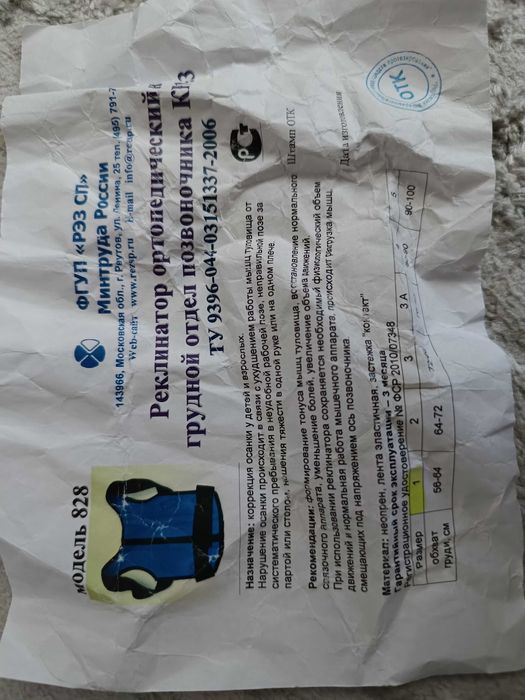 ФГУП «РЭЗ СП»
Минтруда России
143966, Московская обл., г. Реутов, ул. Ленина, 25 тел. (495) 791-7
Web-сайт www.reap.ru E-mail info@reap.ru
Реклинатор ортопедический
грудной отдел позвоночника
ТУ 9396-044-03151337-2006
модель 828
РСТ
Штамп ОТК
ОТК
Дата изготовления
Назначение: коррекция осанки у детей и взрослых.
Нарушение осанки происходит в связи с ухудшением работы мышц туловища от
систематического пребывания в неудобной рабочей позе, неправильной позе за
партой или столом, ношения тяжести в одной руке или на одном плече.
Рекомендации: формирование тонуса мышц туловища, восстановление нормального
связочного аппарата, уменьшение болей, увеличение объема движений.
При использовании реклинатора сохраняется необходимый физиологический объем
движений и нормальная работа мышечного аппарата, происходит разгрузка мышц,
смещающих под напряжением ось позвоночника.
Материал: неопрен, лента эластичная, застежка "контакт"
Гарантийный срок эксплуатации – 3 месяца
Регистрационное удостоверение № ФСР 2010/07348
Размер 1 2 3 3 А 5
обхват груди, см 56-64 64-72 90-100